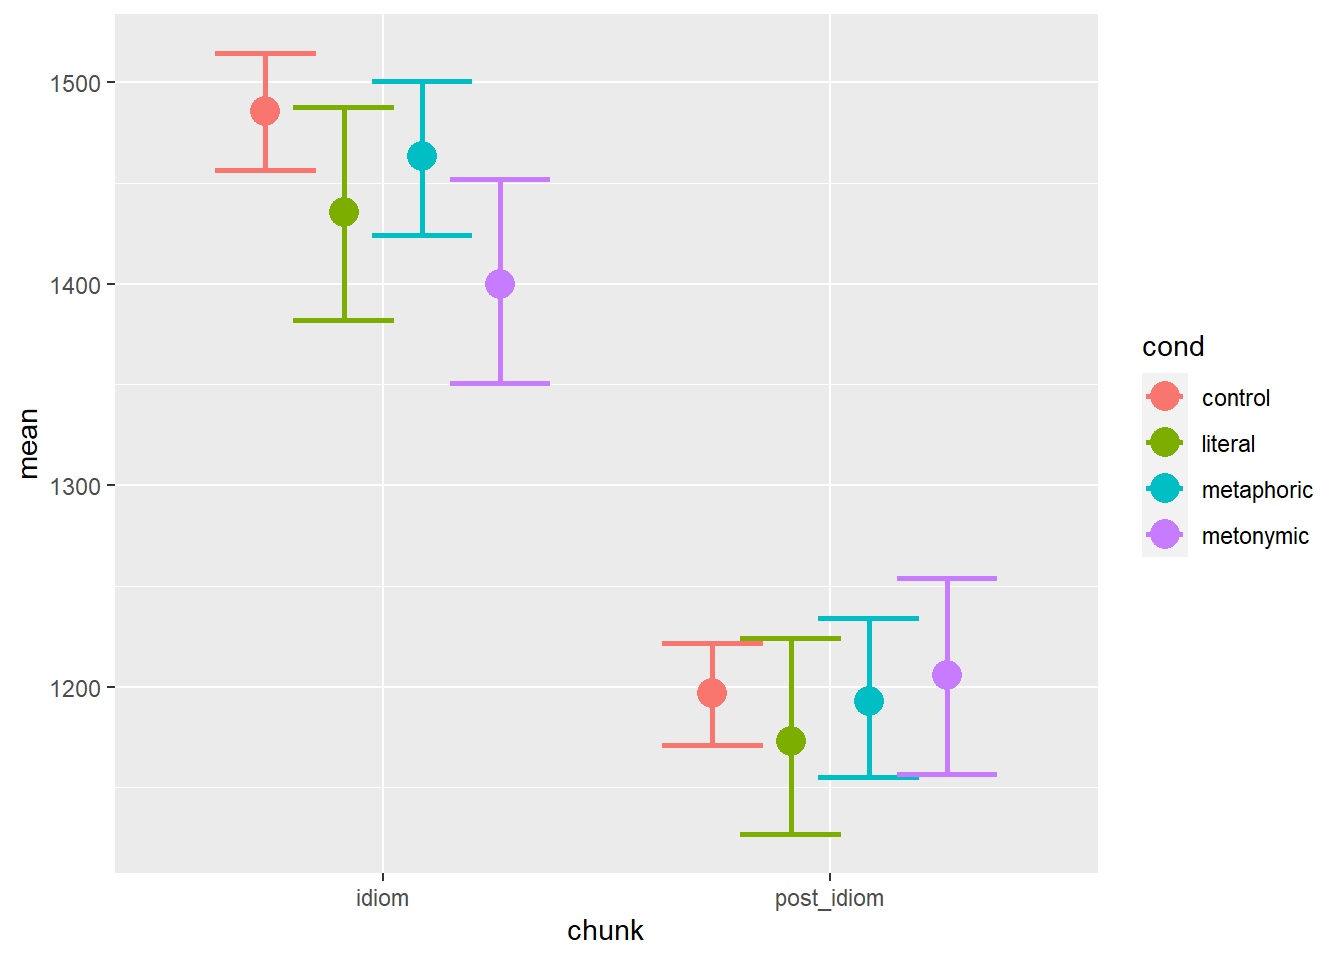 1500
1400
1300
1200
mean
idiom
post_idiom
chunk
cond
control
literal
metaphoric
metonymic